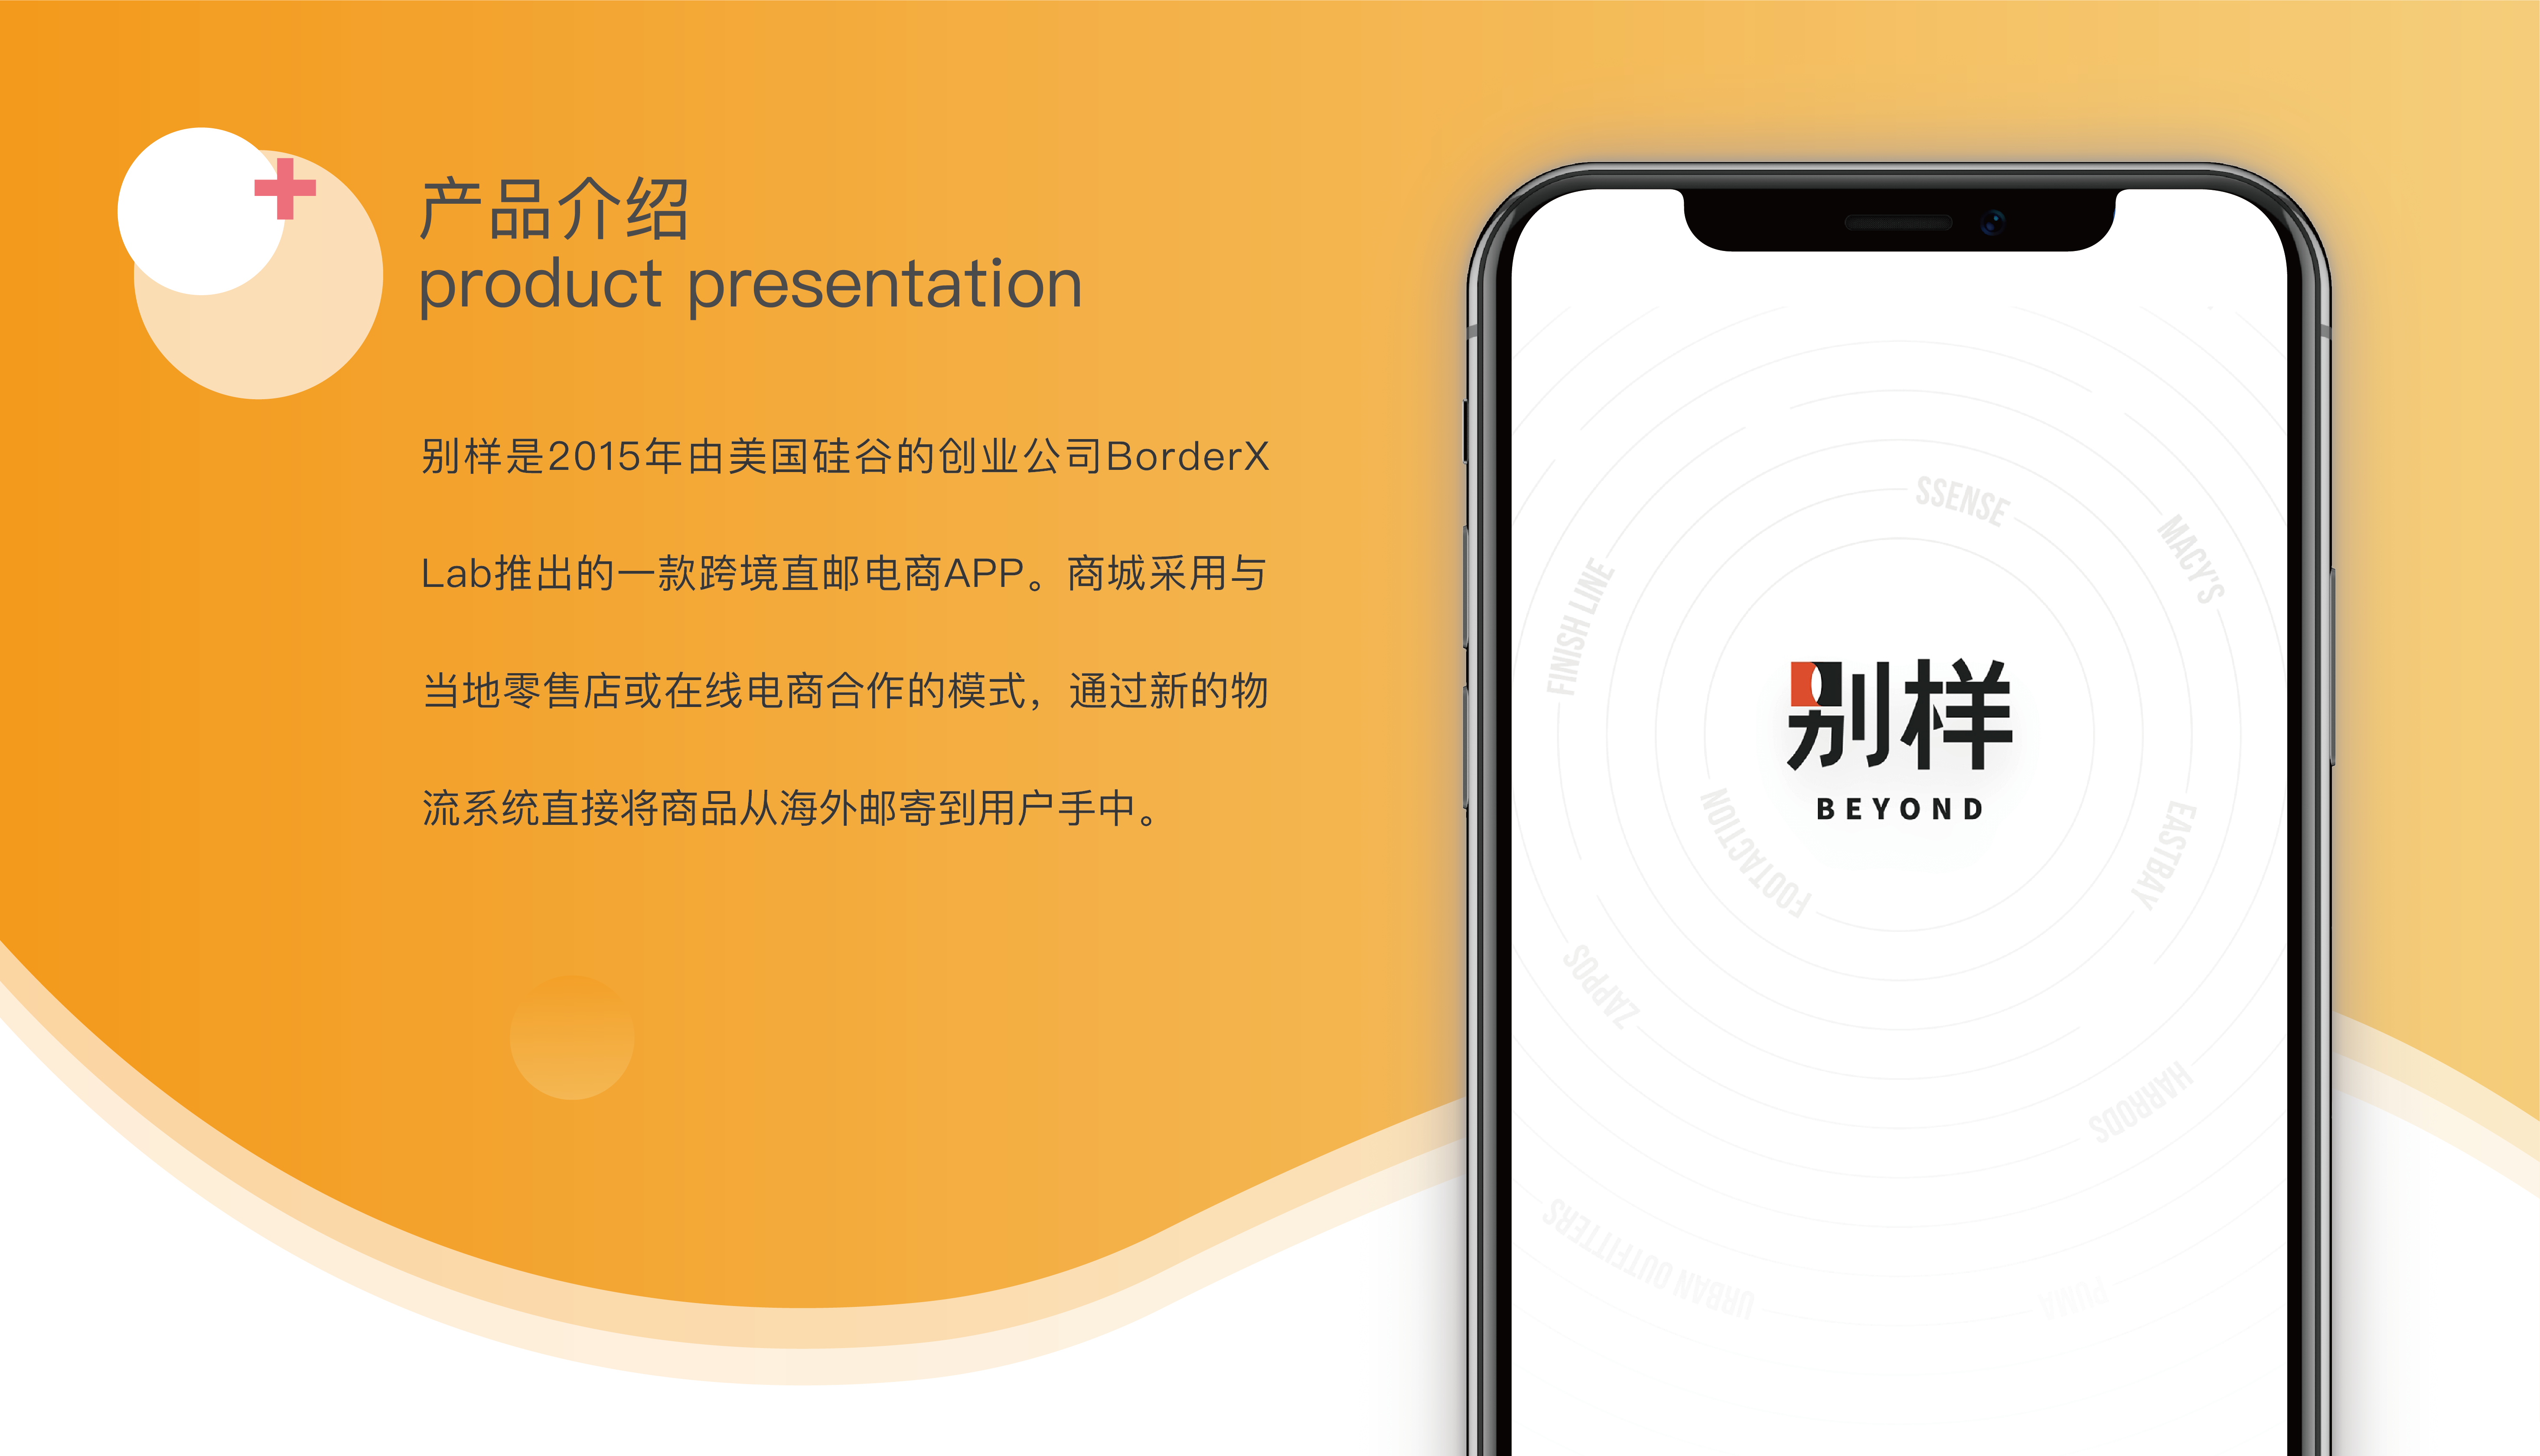 产品介绍
product presentation
别样是2015年由美国硅谷的创业公司BorderX
Lab推出的一款跨境直邮电商APP。商城采用与
当地零售店或在线电商合作的模式，通过新的物
流系统直接将商品从海外邮寄到用户手中。
SSENSE
MACY'S
FINISH LINE
别样
BEYOND
FOOTACTION
EASTBAY
ZAPPOS
HARRODS
URBAN OUTFITTERS
PUMA